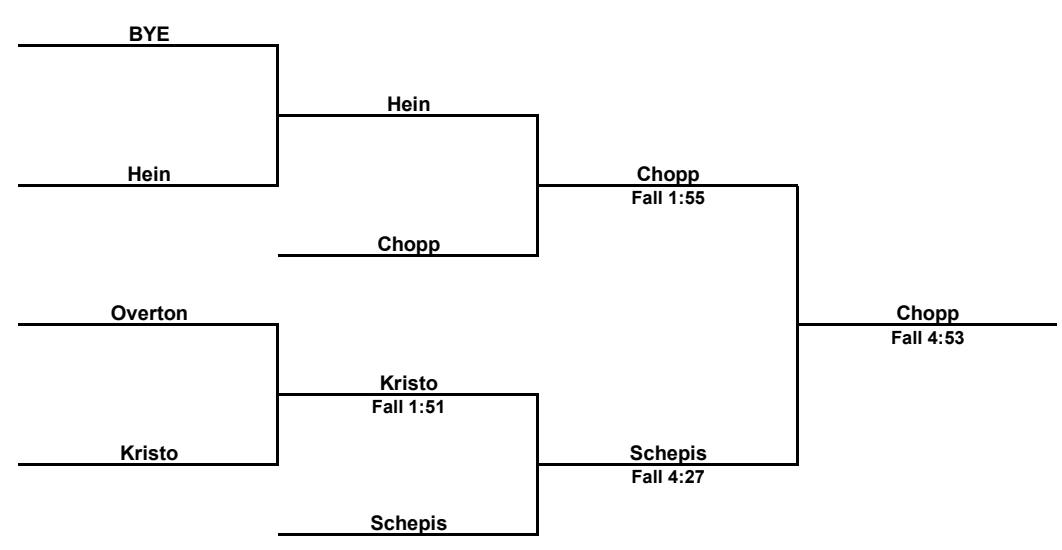 BYE
Hein
Hein
Chopp
Fall 1:55
Chopp
Overton
Chopp
Fall 4:53
Kristo
Fall 1:51
Kristo
Schepis
Fall 4:27
Schepis